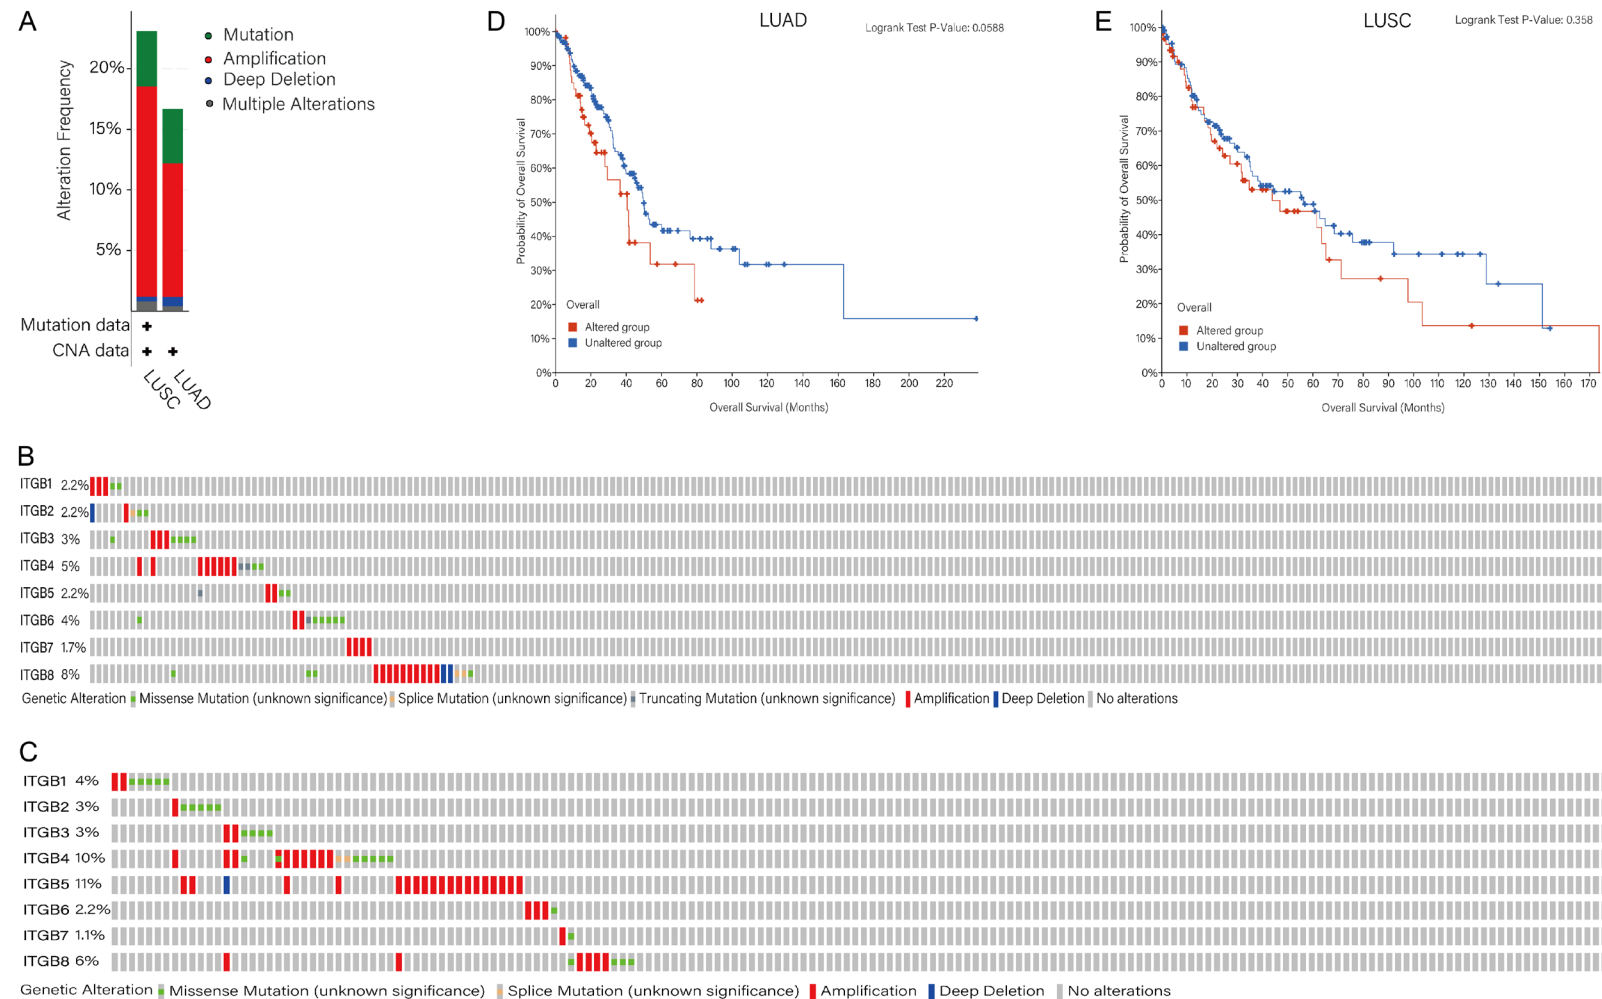 A
Mutation
Amplification
Deep Deletion
Multiple Alterations
Alteration Frequency
20%
15%
10%
5%
Mutation data
CNA data
LUSC
LUAD
D
LUAD
Logrank Test P-Value: 0.0588
Probability of Overall Survival
100%
90%
80%
70%
60%
50%
40%
30%
20%
10%
0%
Overall
Altered group
Unaltered group
0 20 40 60 80 100 120 140 160 180 200 220
Overall Survival (Months)
E
LUSC
Logrank Test P-Value: 0.358
Probability of Overall Survival
100%
90%
80%
70%
60%
50%
40%
30%
20%
10%
0%
Overall
Altered group
Unaltered group
0 10 20 30 40 50 60 70 80 90 100 110 120 130 140 150 160 170
Overall Survival (Months)
B
ITGB1 2.2%
ITGB2 2.2%
ITGB3 3%
ITGB4 5%
ITGB5 2.2%
ITGB6 4%
ITGB7 1.7%
ITGB8 8%
Genetic Alteration Missense Mutation (unknown significance) Splice Mutation (unknown significance) Truncating Mutation (unknown significance) Amplification Deep Deletion No alterations
C
ITGB1 4%
ITGB2 3%
ITGB3 3%
ITGB4 10%
ITGB5 11%
ITGB6 2.2%
ITGB7 1.1%
ITGB8 6%
Genetic Alteration Missense Mutation (unknown significance) Splice Mutation (unknown significance) Amplification Deep Deletion No alterations